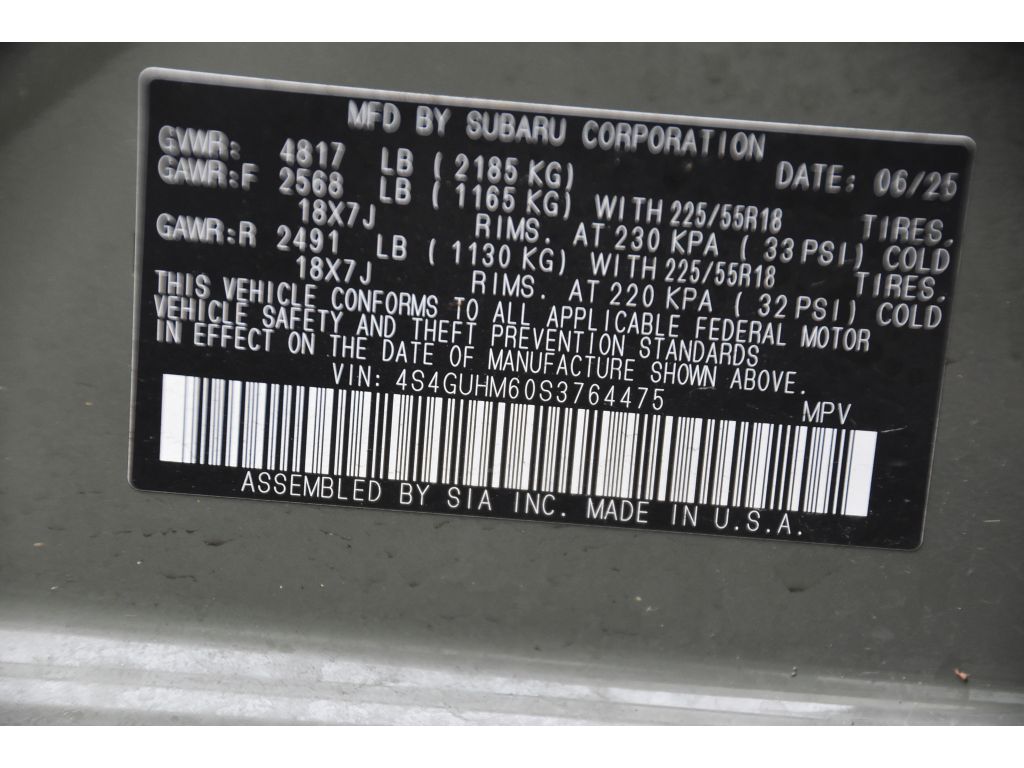 MFD BY SUBARU CORPORATION
GVWR: 4817 LB ( 2185 KG) DATE: 06/25
GAWR:F 2568 LB ( 1165 KG) WITH 225/55R18 TIRES.
18X7J RIMS. AT 230 KPA ( 33 PSI) COLD
GAWR:R 2491 LB ( 1130 KG) WITH 225/55R18 TIRES.
18X7J RIMS. AT 220 KPA ( 32 PSI) COLD
THIS VEHICLE CONFORMS TO ALL APPLICABLE FEDERAL MOTOR
VEHICLE SAFETY AND THEFT PREVENTION STANDARDS
IN EFFECT ON THE DATE OF MANUFACTURE SHOWN ABOVE.
VIN: 4S4GUHM60S3764475 MPV
ASSEMBLED BY SIA INC. MADE IN U.S.A.